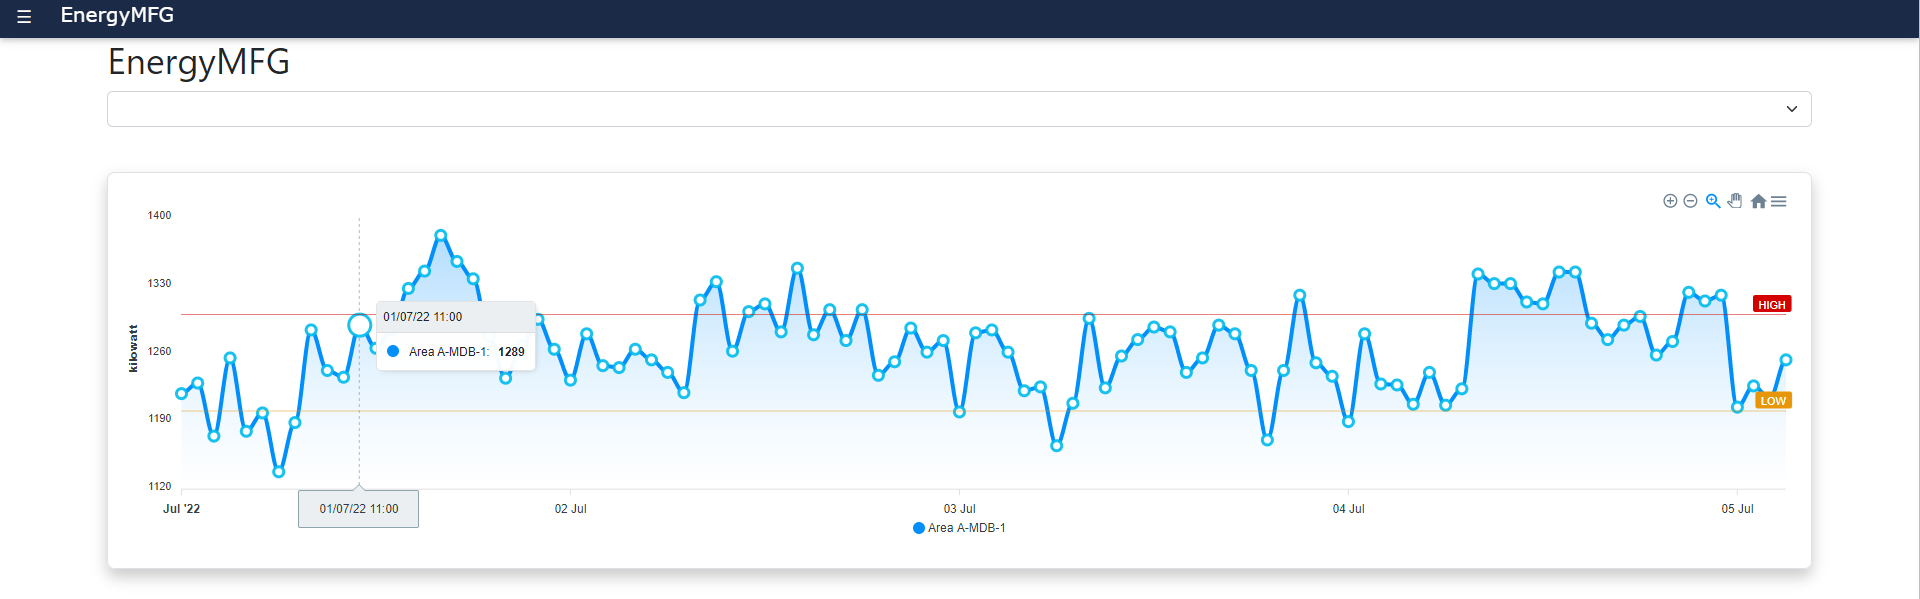 EnergyMFG
EnergyMFG
1400
1330
1260
1190
1120
kilowatt
HIGH
LOW
01/07/22 11:00
Area A-MDB-1: 1289
Jul '22
01/07/22 11:00
02 Jul
03 Jul
04 Jul
05 Jul
Area A-MDB-1